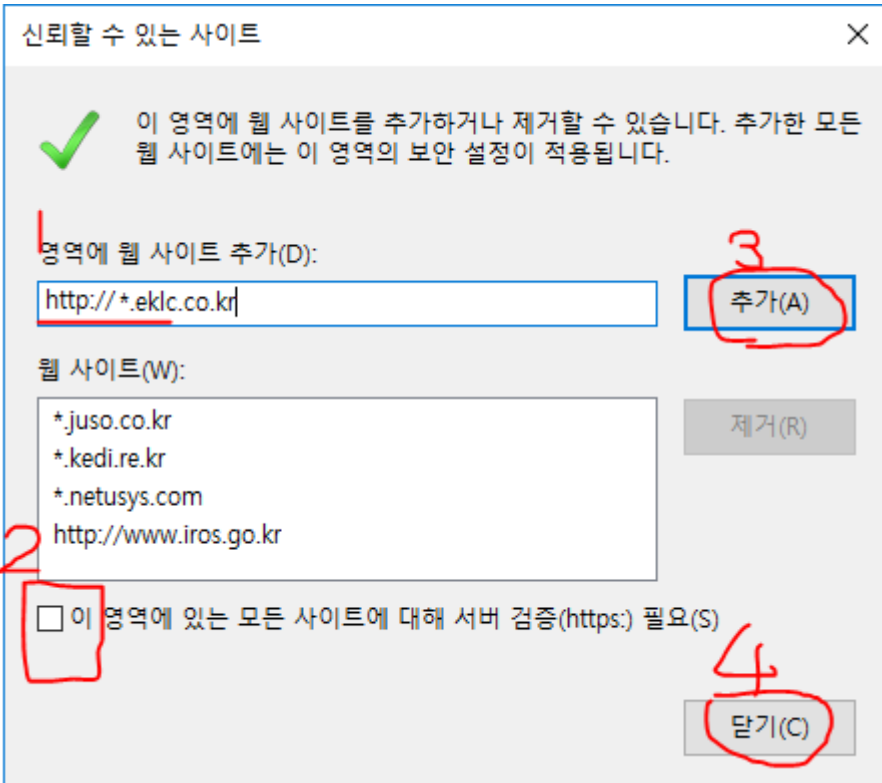 신뢰할 수 있는 사이트
이 영역에 웹 사이트를 추가하거나 제거할 수 있습니다. 추가한 모든
웹 사이트에는 이 영역의 보안 설정이 적용됩니다.
1
영역에 웹 사이트 추가(D):
3
http:// *.eklc.co.kr
추가(A)
웹 사이트(W):
*.juso.co.kr
제거(R)
*.kedi.re.kr
*.netusys.com
http://www.iros.go.kr
2
이 영역에 있는 모든 사이트에 대해 서버 검증(https:) 필요(S)
4
닫기(C)